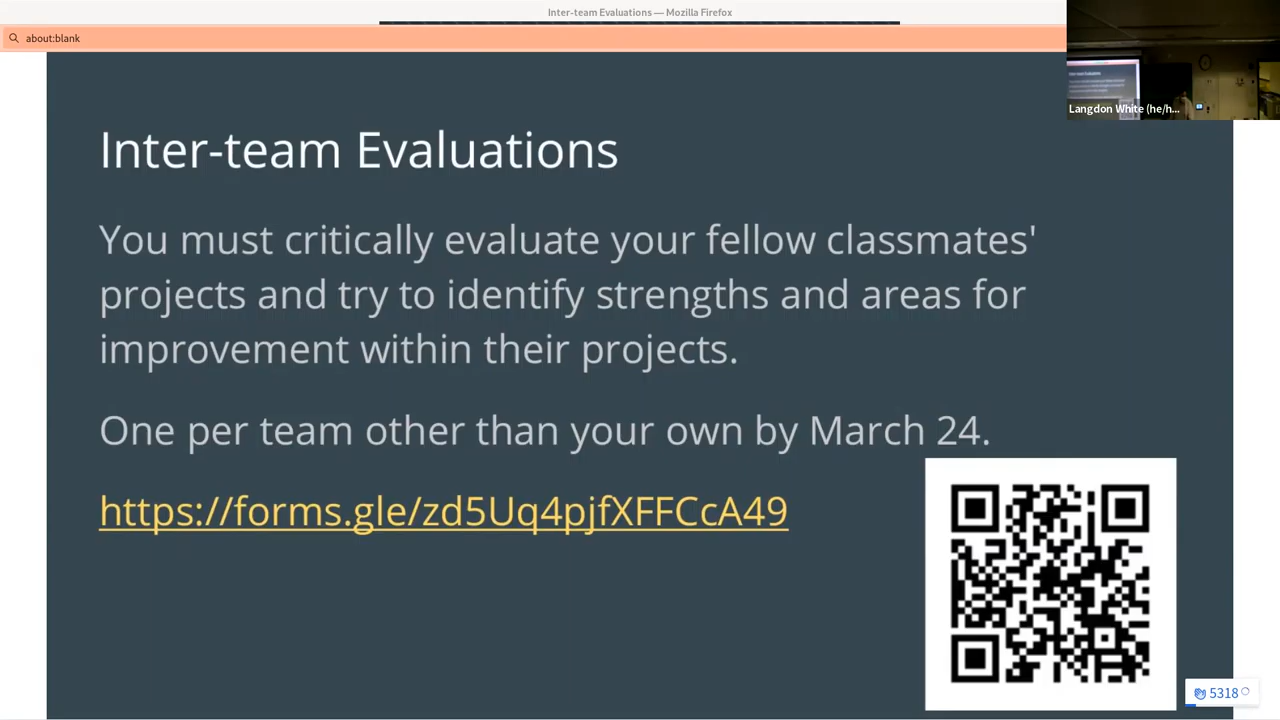 Inter-team Evaluations — Mozilla Firefox
about:blank
Langdon White (he/h...
Inter-team Evaluations
You must critically evaluate your fellow classmates'
projects and try to identify strengths and areas for
improvement within their projects.
One per team other than your own by March 24.
https://forms.gle/zd5Uq4pjfXFFCcA49
5318